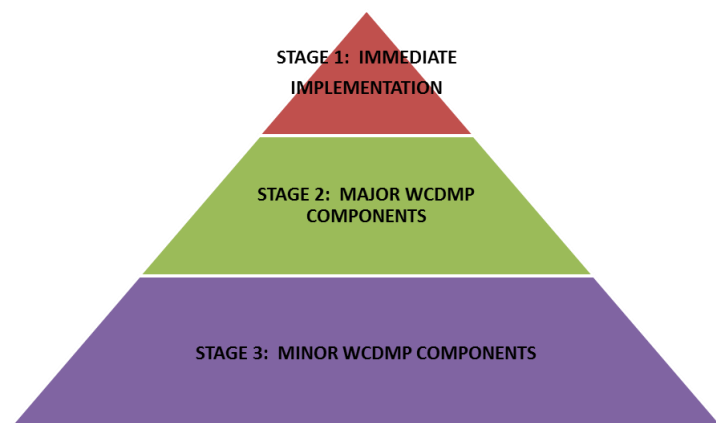 STAGE 1:  IMMEDIATE
IMPLEMENTATION
STAGE 2:  MAJOR WCDMP
COMPONENTS
STAGE 3:  MINOR WCDMP COMPONENTS